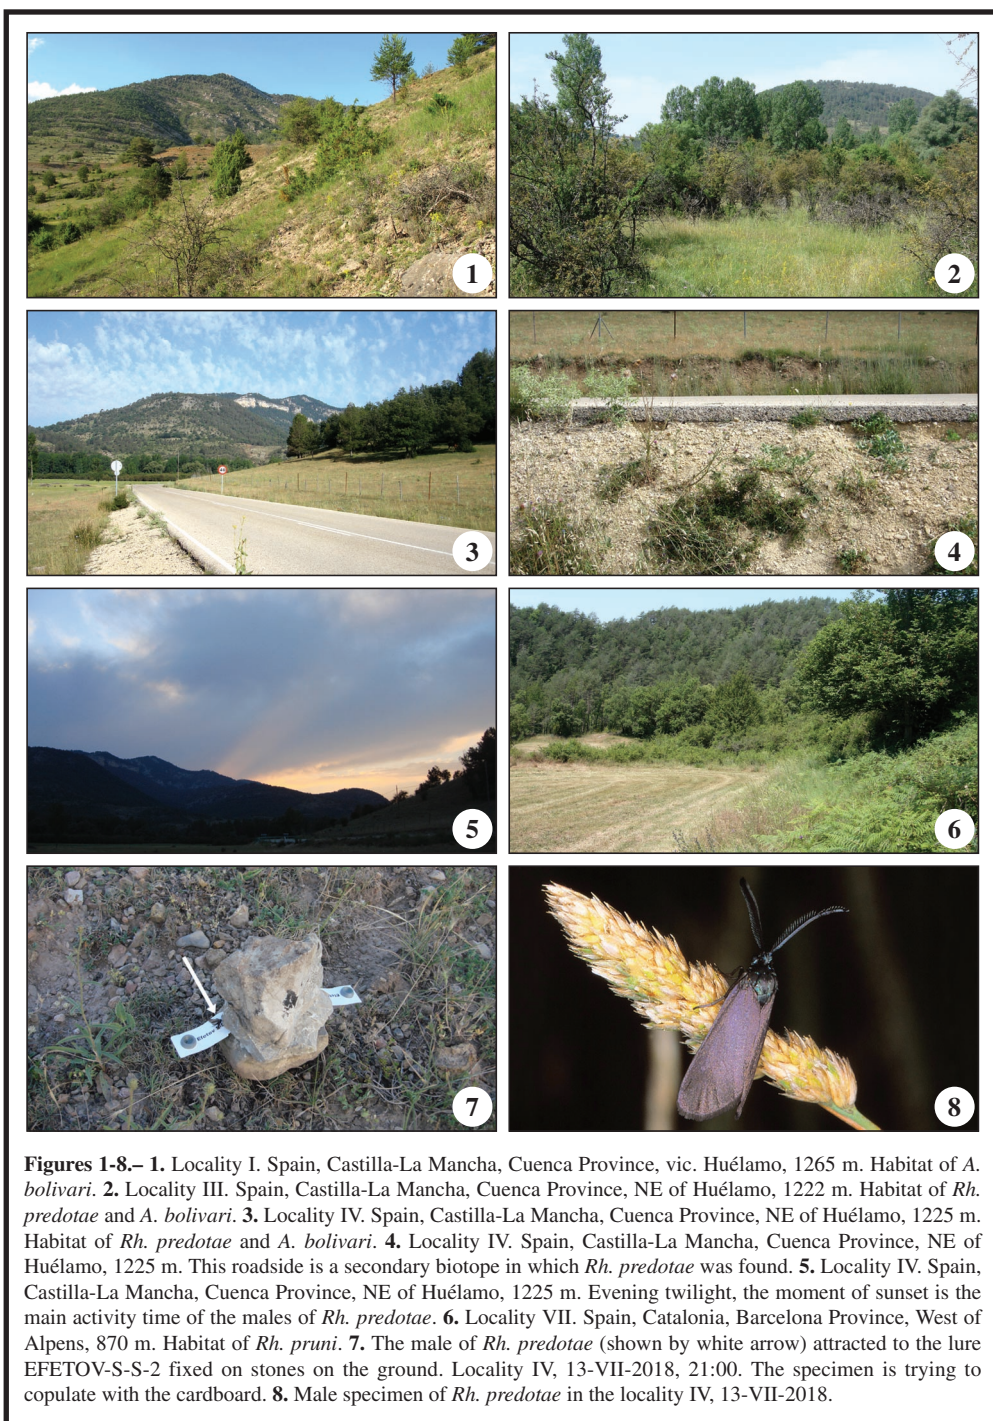 1
2
3
4
5
6
7
8
Figures 1-8.– 1. Locality I. Spain, Castilla-La Mancha, Cuenca Province, vic. Huélamo, 1265 m. Habitat of A.
bolivari. 2. Locality III. Spain, Castilla-La Mancha, Cuenca Province, NE of Huélamo, 1222 m. Habitat of Rh.
predotae and A. bolivari. 3. Locality IV. Spain, Castilla-La Mancha, Cuenca Province, NE of Huélamo, 1225 m.
Habitat of Rh. predotae and A. bolivari. 4. Locality IV. Spain, Castilla-La Mancha, Cuenca Province, NE of
Huélamo, 1225 m. This roadside is a secondary biotope in which Rh. predotae was found. 5. Locality IV. Spain,
Castilla-La Mancha, Cuenca Province, NE of Huélamo, 1225 m. Evening twilight, the moment of sunset is the
main activity time of the males of Rh. predotae. 6. Locality VII. Spain, Catalonia, Barcelona Province, West of
Alpens, 870 m. Habitat of Rh. pruni. 7. The male of Rh. predotae (shown by white arrow) attracted to the lure
EFETOV-S-S-2 fixed on stones on the ground. Locality IV, 13-VII-2018, 21:00. The specimen is trying to
copulate with the cardboard. 8. Male specimen of Rh. predotae in the locality IV, 13-VII-2018.